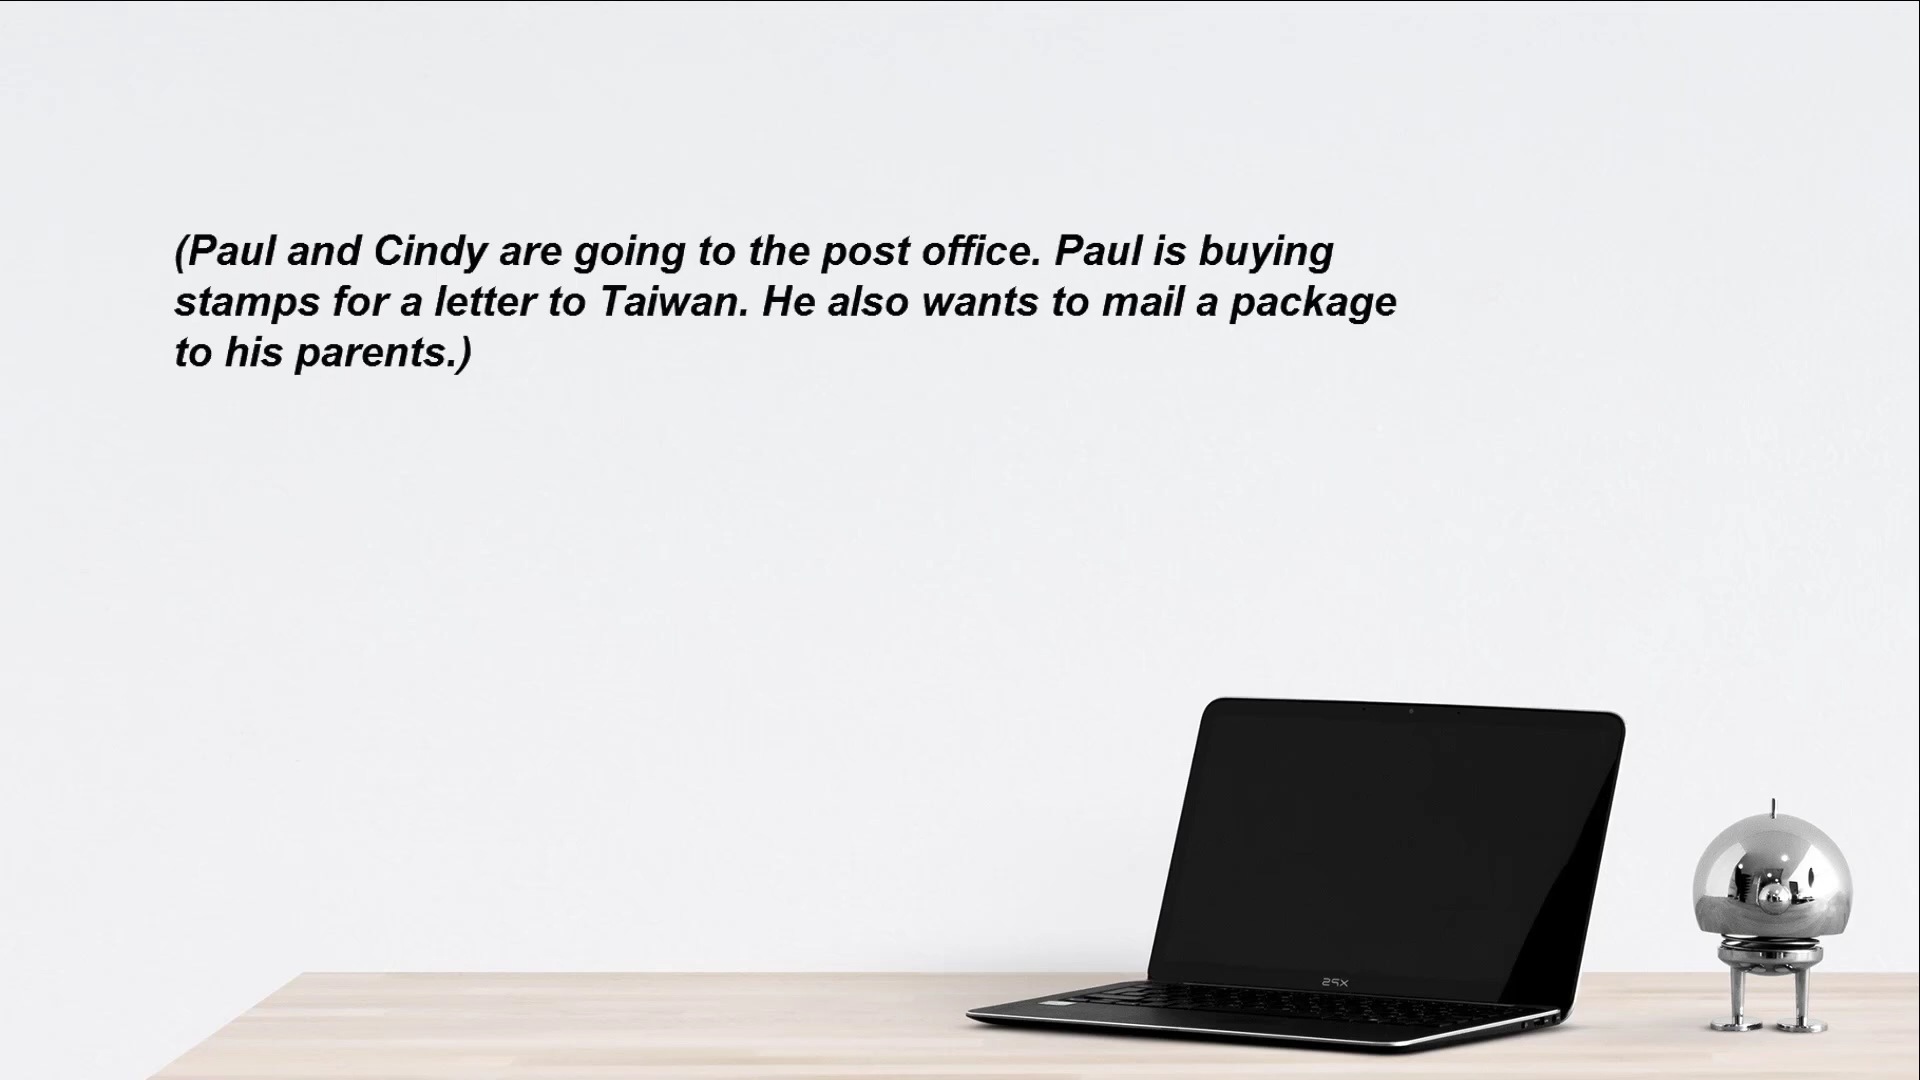 (Paul and Cindy are going to the post office. Paul is buying
stamps for a letter to Taiwan. He also wants to mail a package
to his parents.)
XPS